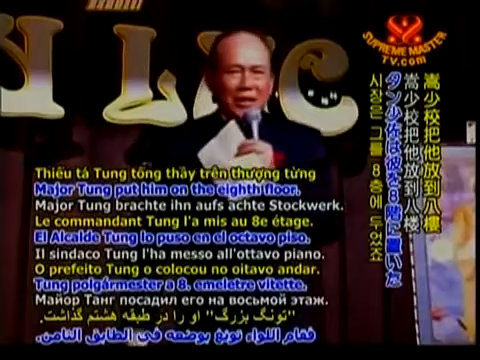 SUPREME MASTER
TV.com
Thiếu tá Tung tống thầy trên thượng từng
Major Tung put him on the eighth floor.
Major Tung brachte ihn aufs achte Stockwerk.
Le commandant Tung l'a mis au 8e étage.
El Alcalde Tung lo puso en el octavo piso.
Il sindaco Tung l'ha messo all'ottavo piano.
O prefeito Tung o colocou no oitavo andar.
Tung polgármester a 8. emeletre vitette.
Майор Танг посадил его на восьмой этаж.
"تونگ بزرگ" او را در طبقه هشتم گذاشت.
فقام اللواء تونغ بوضعه في الطابق الثامن.
嵩少校把他放到八樓
嵩少校把他放到八楼
タン少佐は彼を8階に置いた
시장은 그를 8층에 두었죠